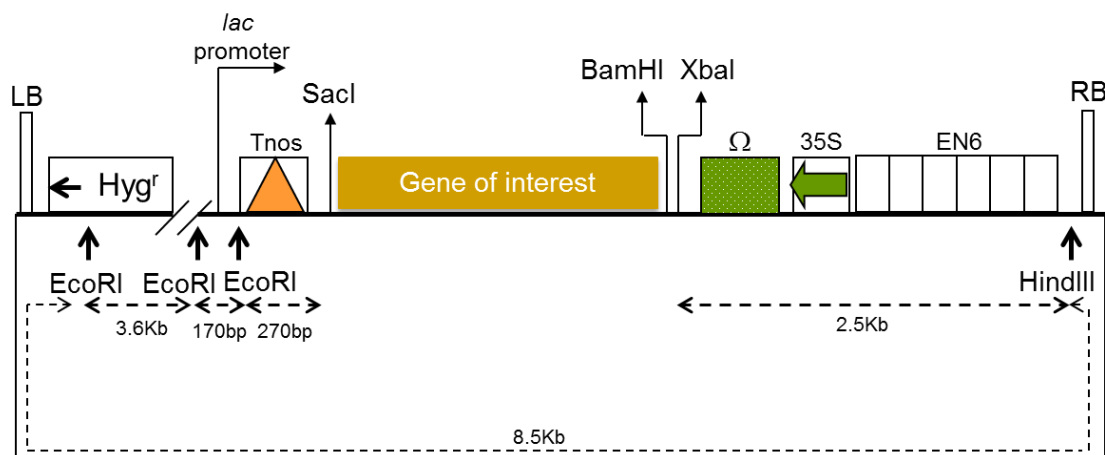 lac
promoter
LB
SacI
BamHI
XbaI
RB
Hygr
Tnos
Gene of interest
Ω
35S
EN6
EcoRI
EcoRI
EcoRI
HindIII
3.6Kb
170bp
270bp
2.5Kb
8.5Kb